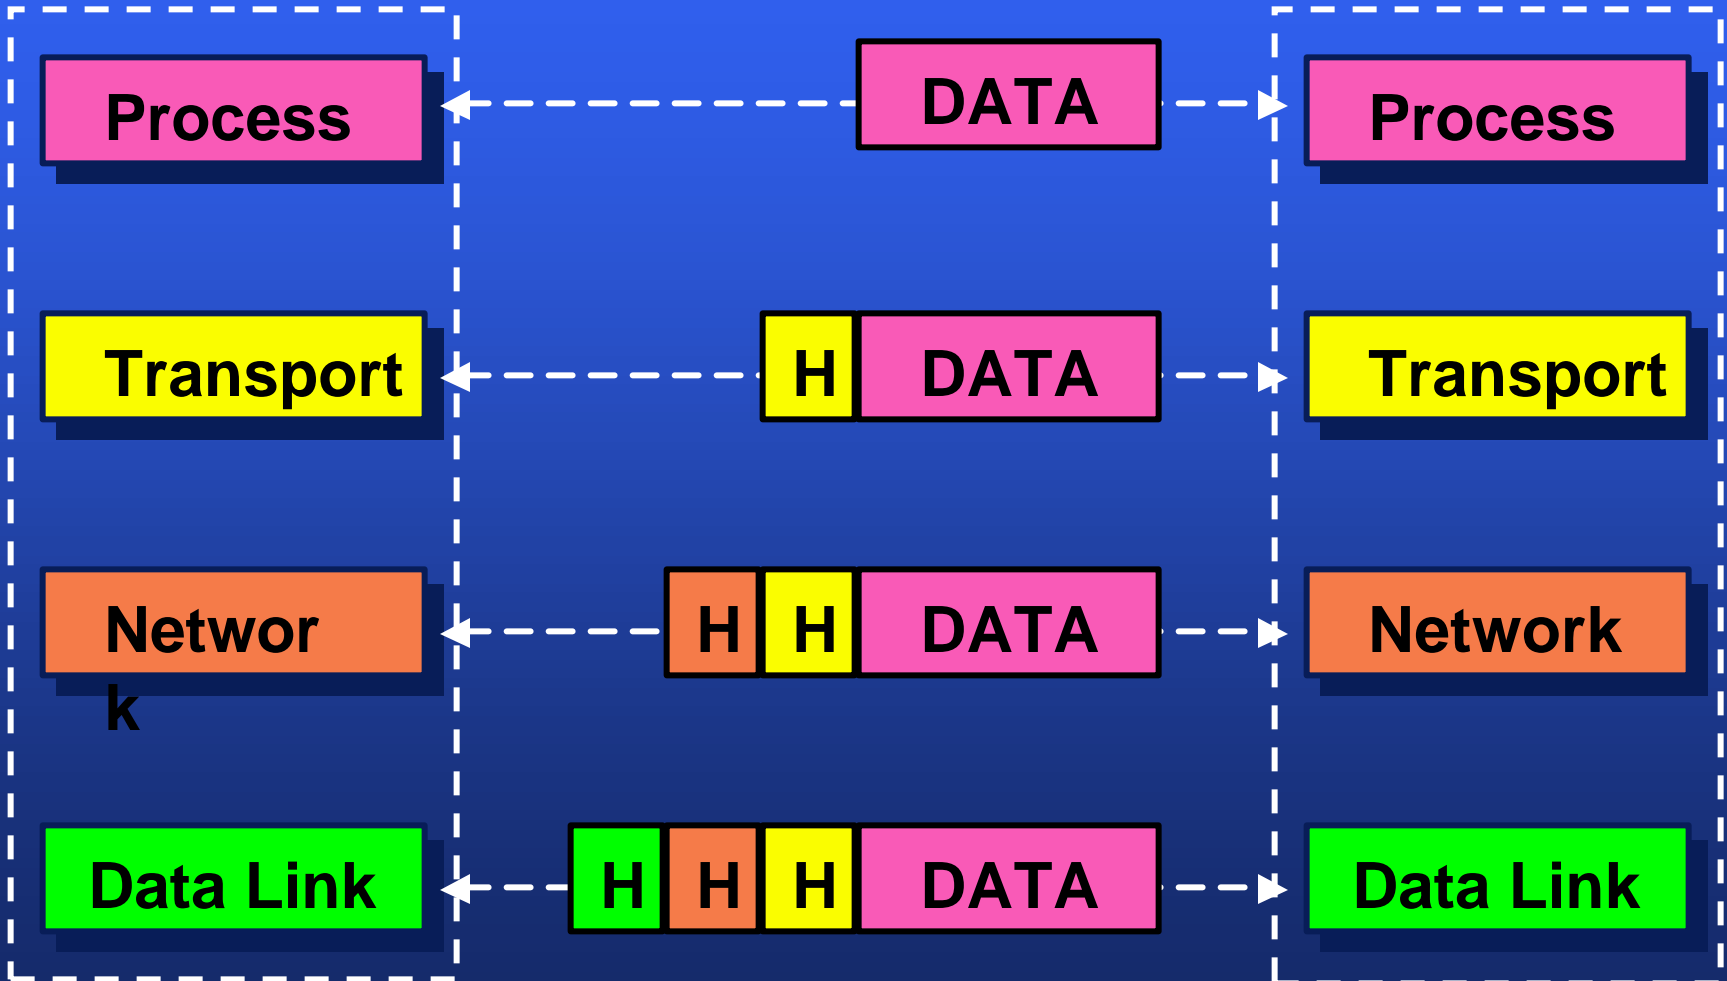 Process DATA Process
Transport H DATA Transport
Networ H H DATA Network
k
Data Link H H H DATA Data Link